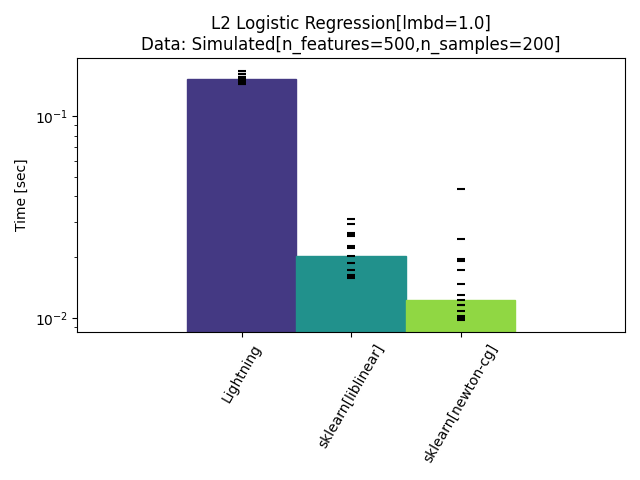 L2 Logistic Regression[lmbd=1.0]
Data: Simulated[n_features=500,n_samples=200]
Time [sec]
10⁻¹
10⁻²
Lightning
sklearn[liblinear]
sklearn[newton-cg]